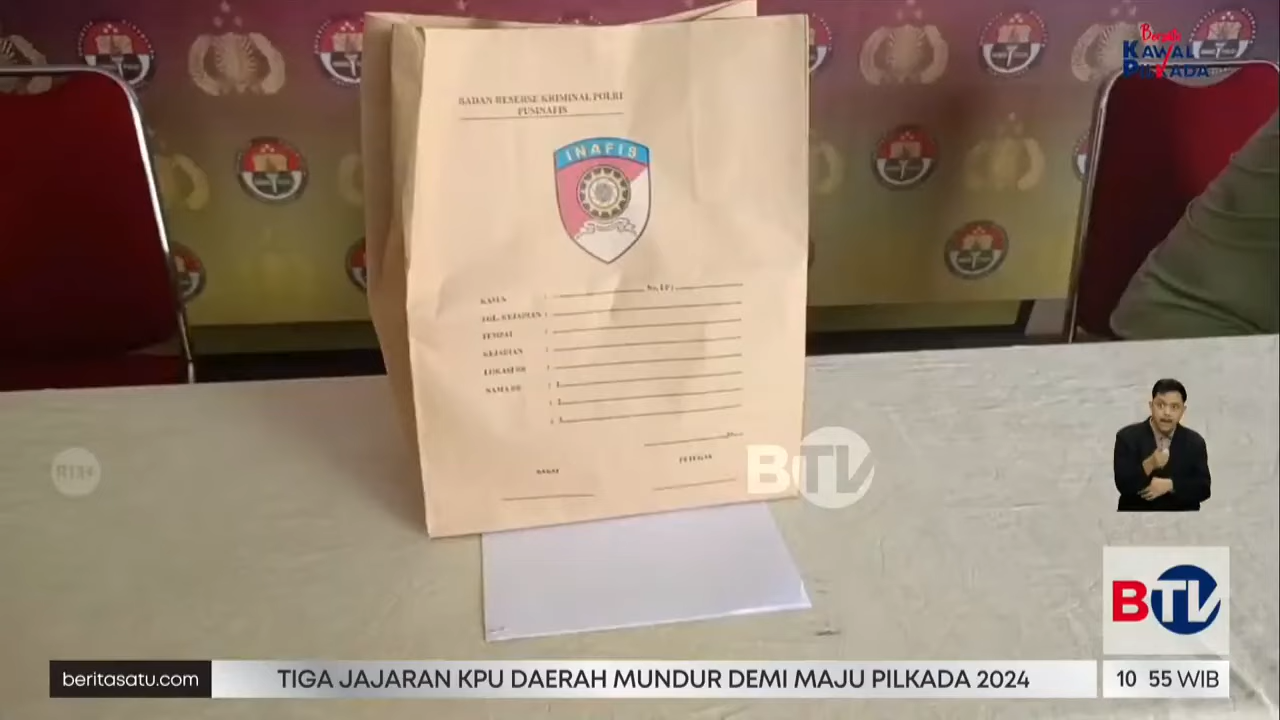 Beritasatu
KAWAL
PILKADA
BADAN RESERSE KRIMINAL POLRI
PUSINAFIS
INAFIS
KASUS : No. LP :
TGL. KEJADIAN :
TEMPAT :
KEJADIAN :
LOKASI BB :
NAMA BB : 1.
: 2.
: 3.
SAKSI
PETUGAS
BTV
R13+
BTV
beritasatu.com
TIGA JAJARAN KPU DAERAH MUNDUR DEMI MAJU PILKADA 2024
10 55 WIB